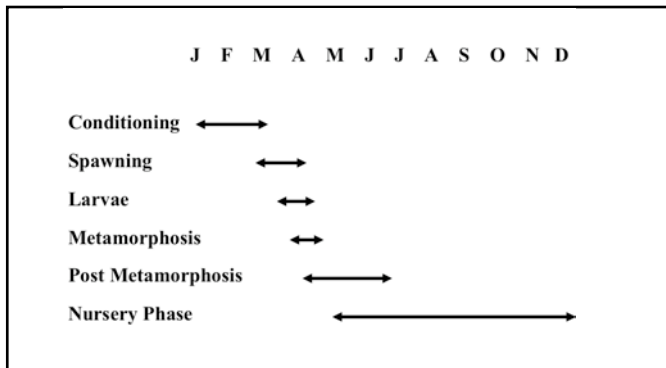 J F M A M J J A S O N D
Conditioning
Spawning
Larvae
Metamorphosis
Post Metamorphosis
Nursery Phase